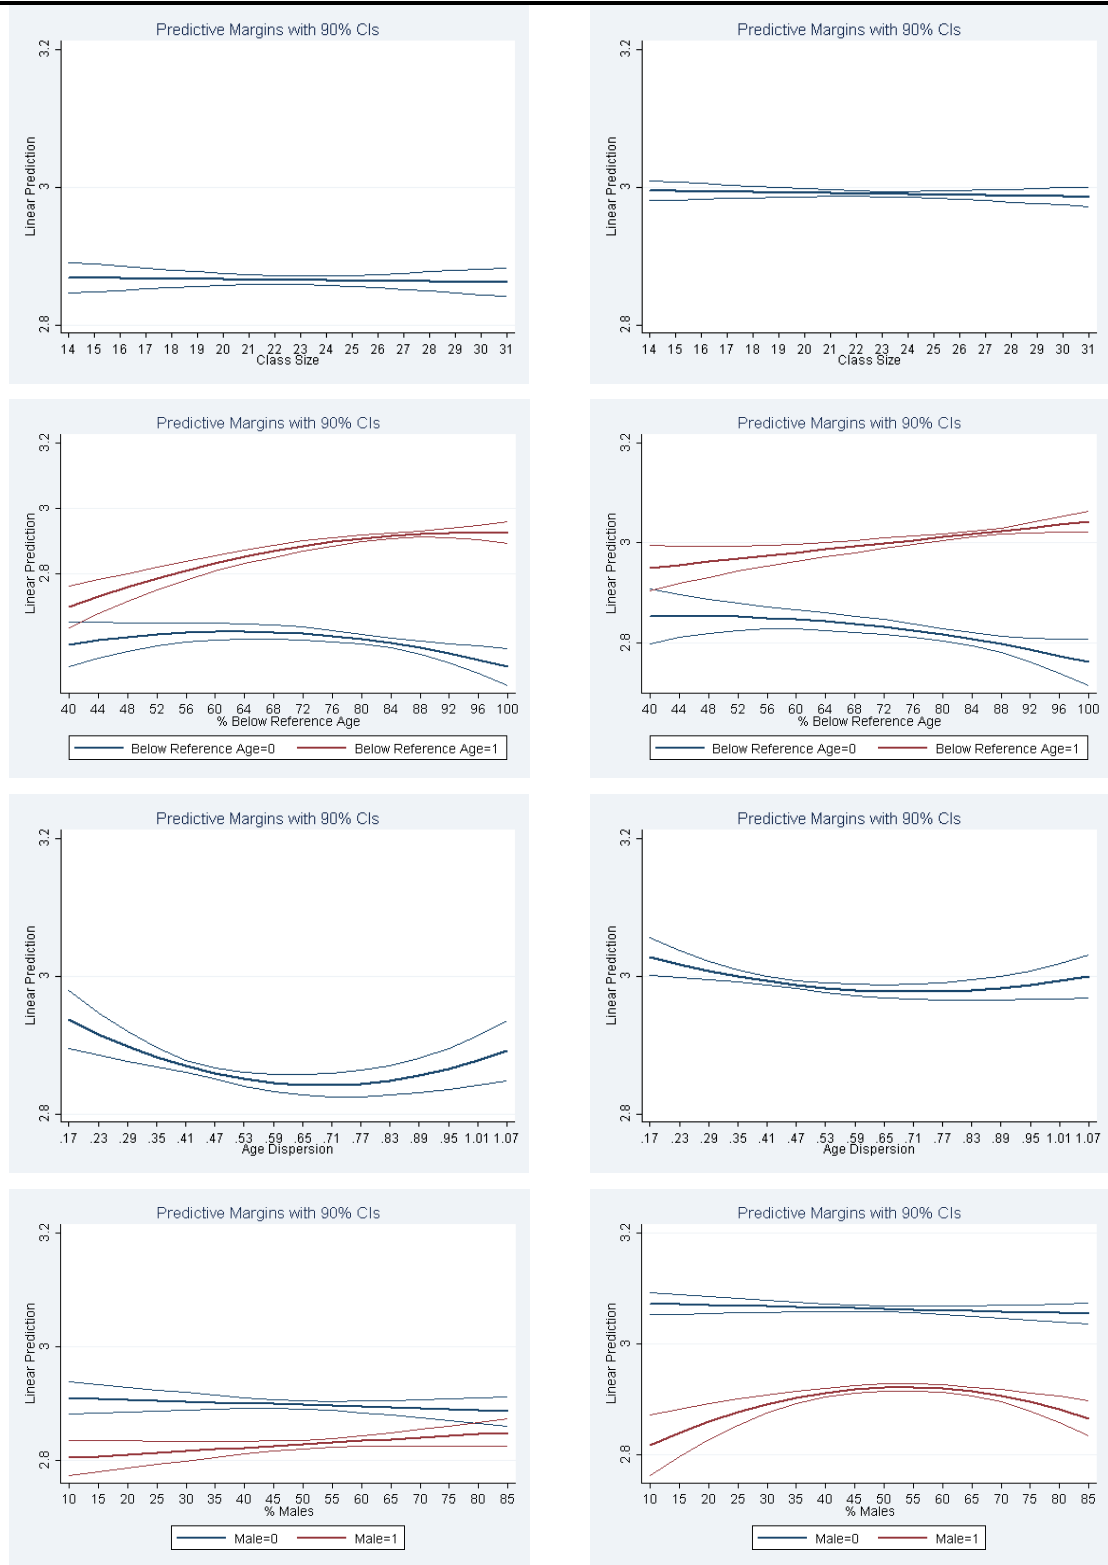 Predictive Margins with 90% CIs
3.2
3
2.8
Linear Prediction
14 15 16 17 18 19 20 21 22 23 24 25 26 27 28 29 30 31
Class Size
Predictive Margins with 90% CIs
3.2
3
2.8
Linear Prediction
14 15 16 17 18 19 20 21 22 23 24 25 26 27 28 29 30 31
Class Size
Predictive Margins with 90% CIs
3.2
3
2.8
Linear Prediction
40 44 48 52 56 60 64 68 72 76 80 84 88 92 96 100
% Below Reference Age
Below Reference Age=0 Below Reference Age=1
Predictive Margins with 90% CIs
3.2
3
2.8
Linear Prediction
40 44 48 52 56 60 64 68 72 76 80 84 88 92 96 100
% Below Reference Age
Below Reference Age=0 Below Reference Age=1
Predictive Margins with 90% CIs
3.2
3
2.8
Linear Prediction
.17 .23 .29 .35 .41 .47 .53 .59 .65 .71 .77 .83 .89 .95 1.01 1.07
Age Dispersion
Predictive Margins with 90% CIs
3.2
3
2.8
Linear Prediction
.17 .23 .29 .35 .41 .47 .53 .59 .65 .71 .77 .83 .89 .95 1.01 1.07
Age Dispersion
Predictive Margins with 90% CIs
3.2
3
2.8
Linear Prediction
10 15 20 25 30 35 40 45 50 55 60 65 70 75 80 85
% Males
Male=0 Male=1
Predictive Margins with 90% CIs
3.2
3
2.8
Linear Prediction
10 15 20 25 30 35 40 45 50 55 60 65 70 75 80 85
% Males
Male=0 Male=1